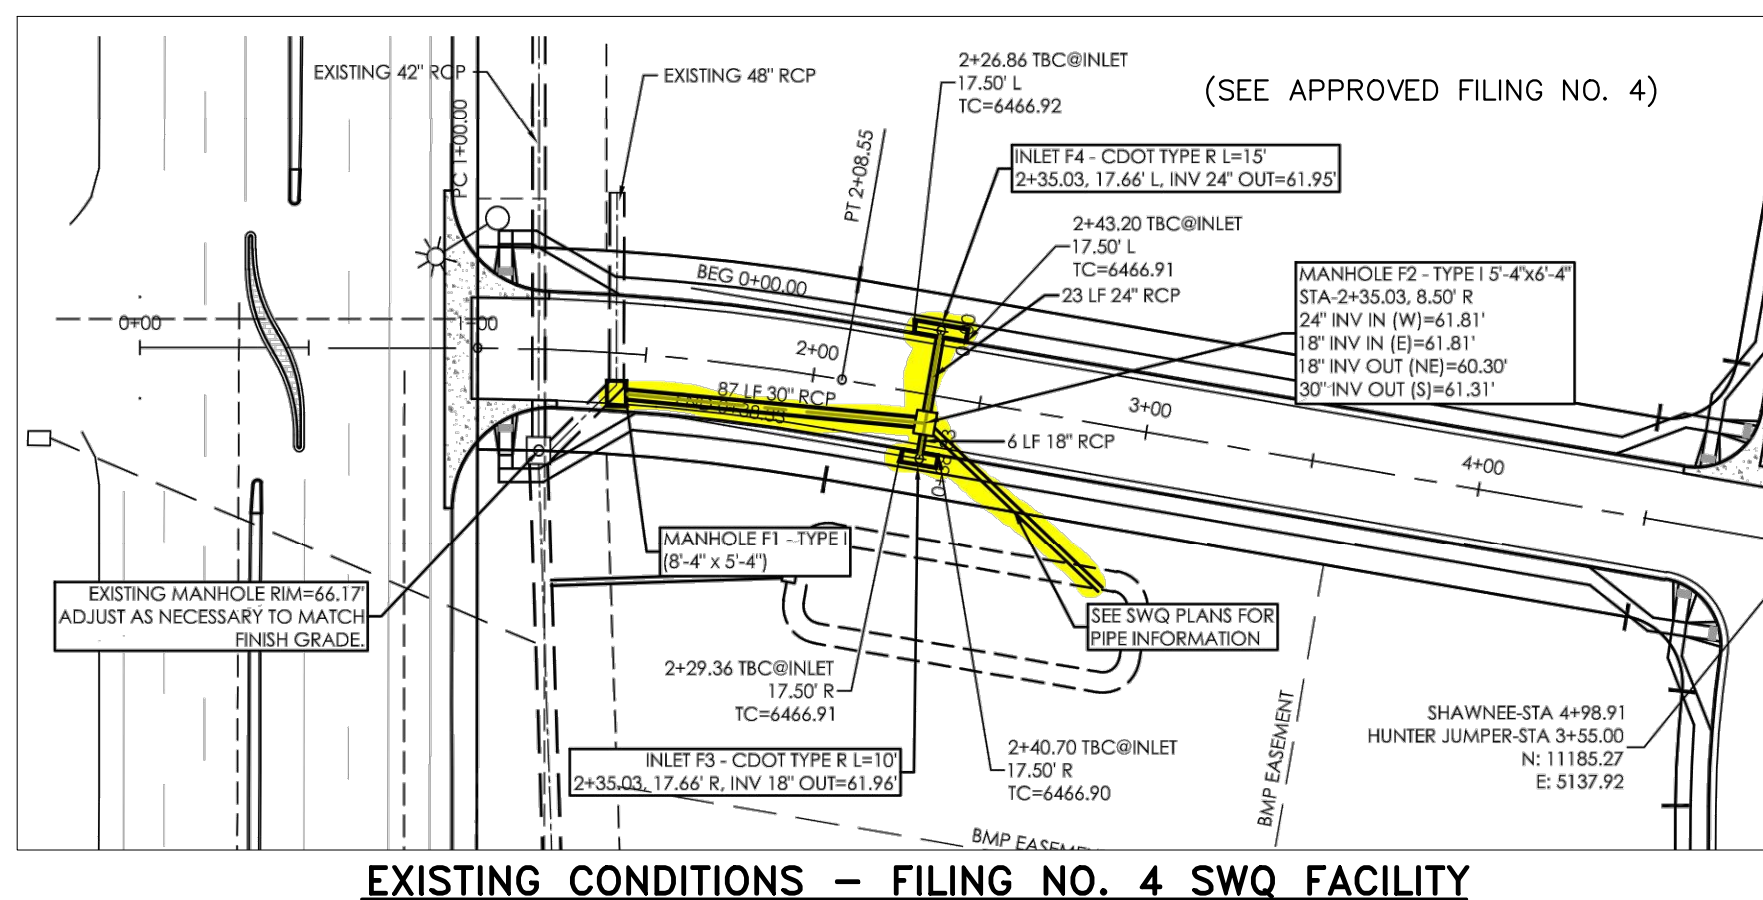 EXISTING 42" RCP
EXISTING 48" RCP
2+26.86 TBC@INLET
17.50' L
TC=6466.92
(SEE APPROVED FILING NO. 4)
PC 1+00.00
PT 2+08.55
INLET F4 - CDOT TYPE R L=15'
2+35.03, 17.66' L, INV 24" OUT=61.95'
2+43.20 TBC@INLET
17.50' L
TC=6466.91
23 LF 24" RCP
MANHOLE F2 - TYPE I 5'-4"x6'-4"
STA-2+35.03, 8.50' R
24" INV IN (W)=61.81'
18" INV IN (E)=61.81'
18" INV OUT (NE)=60.30'
30" INV OUT (S)=61.31'
BEG 0+00.00
0+00
1+00
2+00
87 LF 30" RCP
3+00
6 LF 18" RCP
4+00
MANHOLE F1 - TYPE I
(8'-4" x 5'-4")
EXISTING MANHOLE RIM=66.17'
ADJUST AS NECESSARY TO MATCH
FINISH GRADE.
SEE SWQ PLANS FOR
PIPE INFORMATION
2+29.36 TBC@INLET
17.50' R
TC=6466.91
INLET F3 - CDOT TYPE R L=10'
2+35.03, 17.66' R, INV 18" OUT=61.96'
2+40.70 TBC@INLET
17.50' R
TC=6466.90
BMP EASEMENT
SHAWNEE-STA 4+98.91
HUNTER JUMPER-STA 3+55.00
N: 11185.27
E: 5137.92
BMP EASEMENT
EXISTING CONDITIONS – FILING NO. 4 SWQ FACILITY